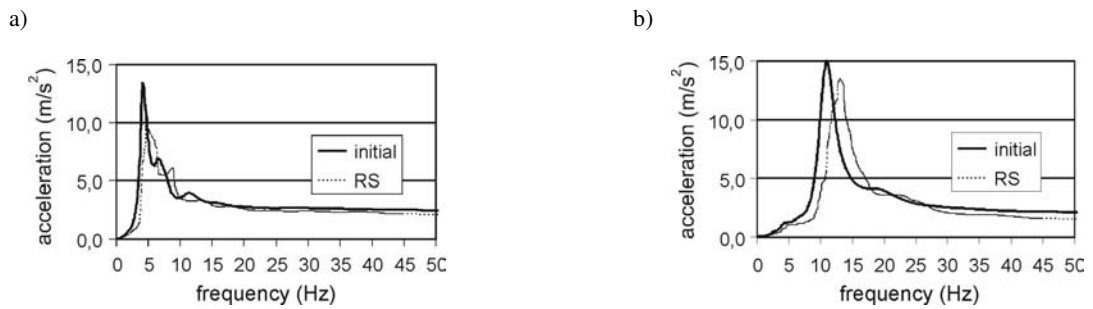 a)
acceleration (m/s²)
15,0
10,0
5,0
0,0
initial
RS
0 5 10 15 20 25 30 35 40 45 50
frequency (Hz)
b)
acceleration (m/s²)
15,0
10,0
5,0
0,0
initial
RS
0 5 10 15 20 25 30 35 40 45 50
frequency (Hz)